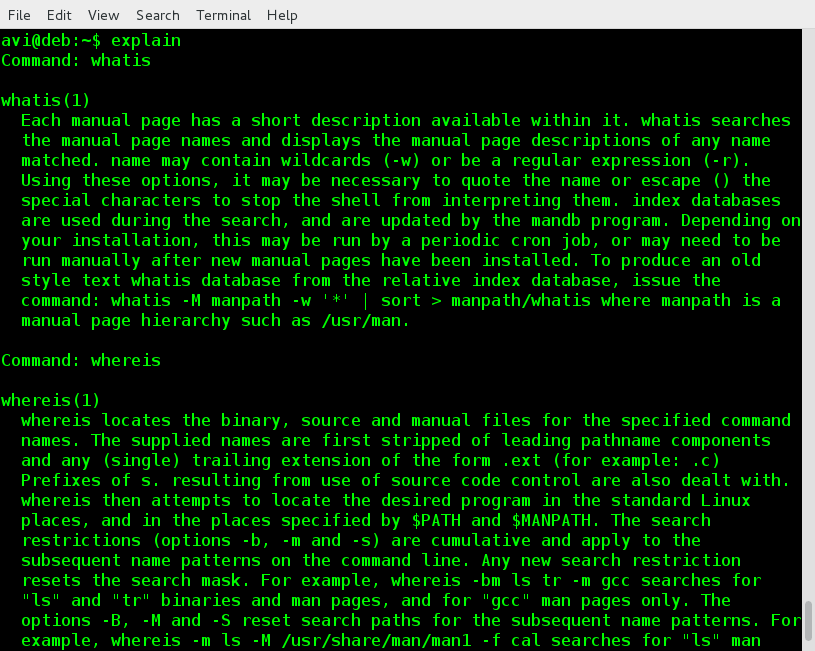 File Edit View Search Terminal Help
avi@deb:~$ explain
Command: whatis
whatis(1)
Each manual page has a short description available within it. whatis searches
the manual page names and displays the manual page descriptions of any name
matched. name may contain wildcards (-w) or be a regular expression (-r).
Using these options, it may be necessary to quote the name or escape () the
special characters to stop the shell from interpreting them. index databases
are used during the search, and are updated by the mandb program. Depending on
your installation, this may be run by a periodic cron job, or may need to be
run manually after new manual pages have been installed. To produce an old
style text whatis database from the relative index database, issue the
command: whatis -M manpath -w '*' | sort > manpath/whatis where manpath is a
manual page hierarchy such as /usr/man.
Command: whereis
whereis(1)
whereis locates the binary, source and manual files for the specified command
names. The supplied names are first stripped of leading pathname components
and any (single) trailing extension of the form .ext (for example: .c)
Prefixes of s. resulting from use of source code control are also dealt with.
whereis then attempts to locate the desired program in the standard Linux
places, and in the places specified by $PATH and $MANPATH. The search
restrictions (options -b, -m and -s) are cumulative and apply to the
subsequent name patterns on the command line. Any new search restriction
resets the search mask. For example, whereis -bm ls tr -m gcc searches for
"ls" and "tr" binaries and man pages, and for "gcc" man pages only. The
options -B, -M and -S reset search paths for the subsequent name patterns. For
example, whereis -m ls -M /usr/share/man/man1 -f cal searches for "ls" man